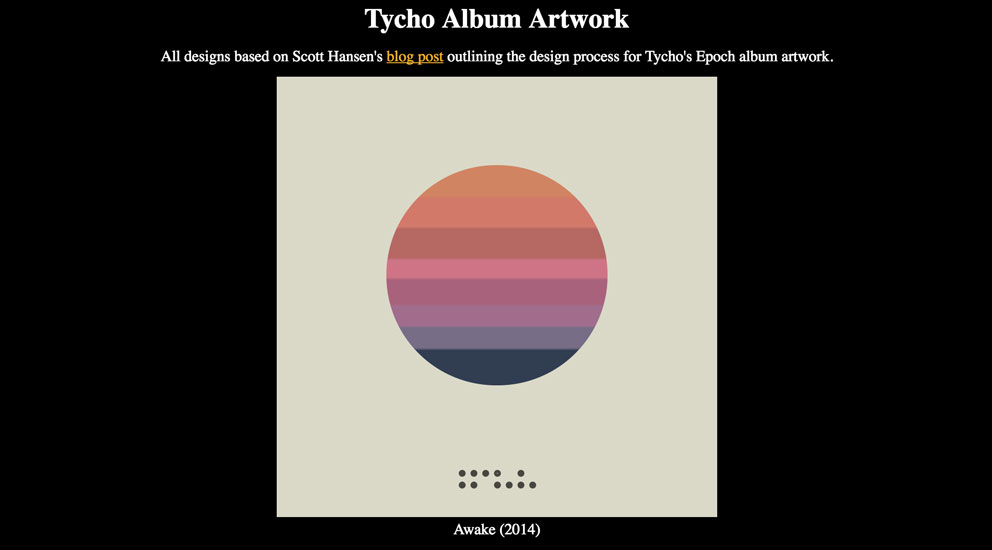 Tycho Album Artwork
All designs based on Scott Hansen's blog post outlining the design process for Tycho's Epoch album artwork.
Awake (2014)